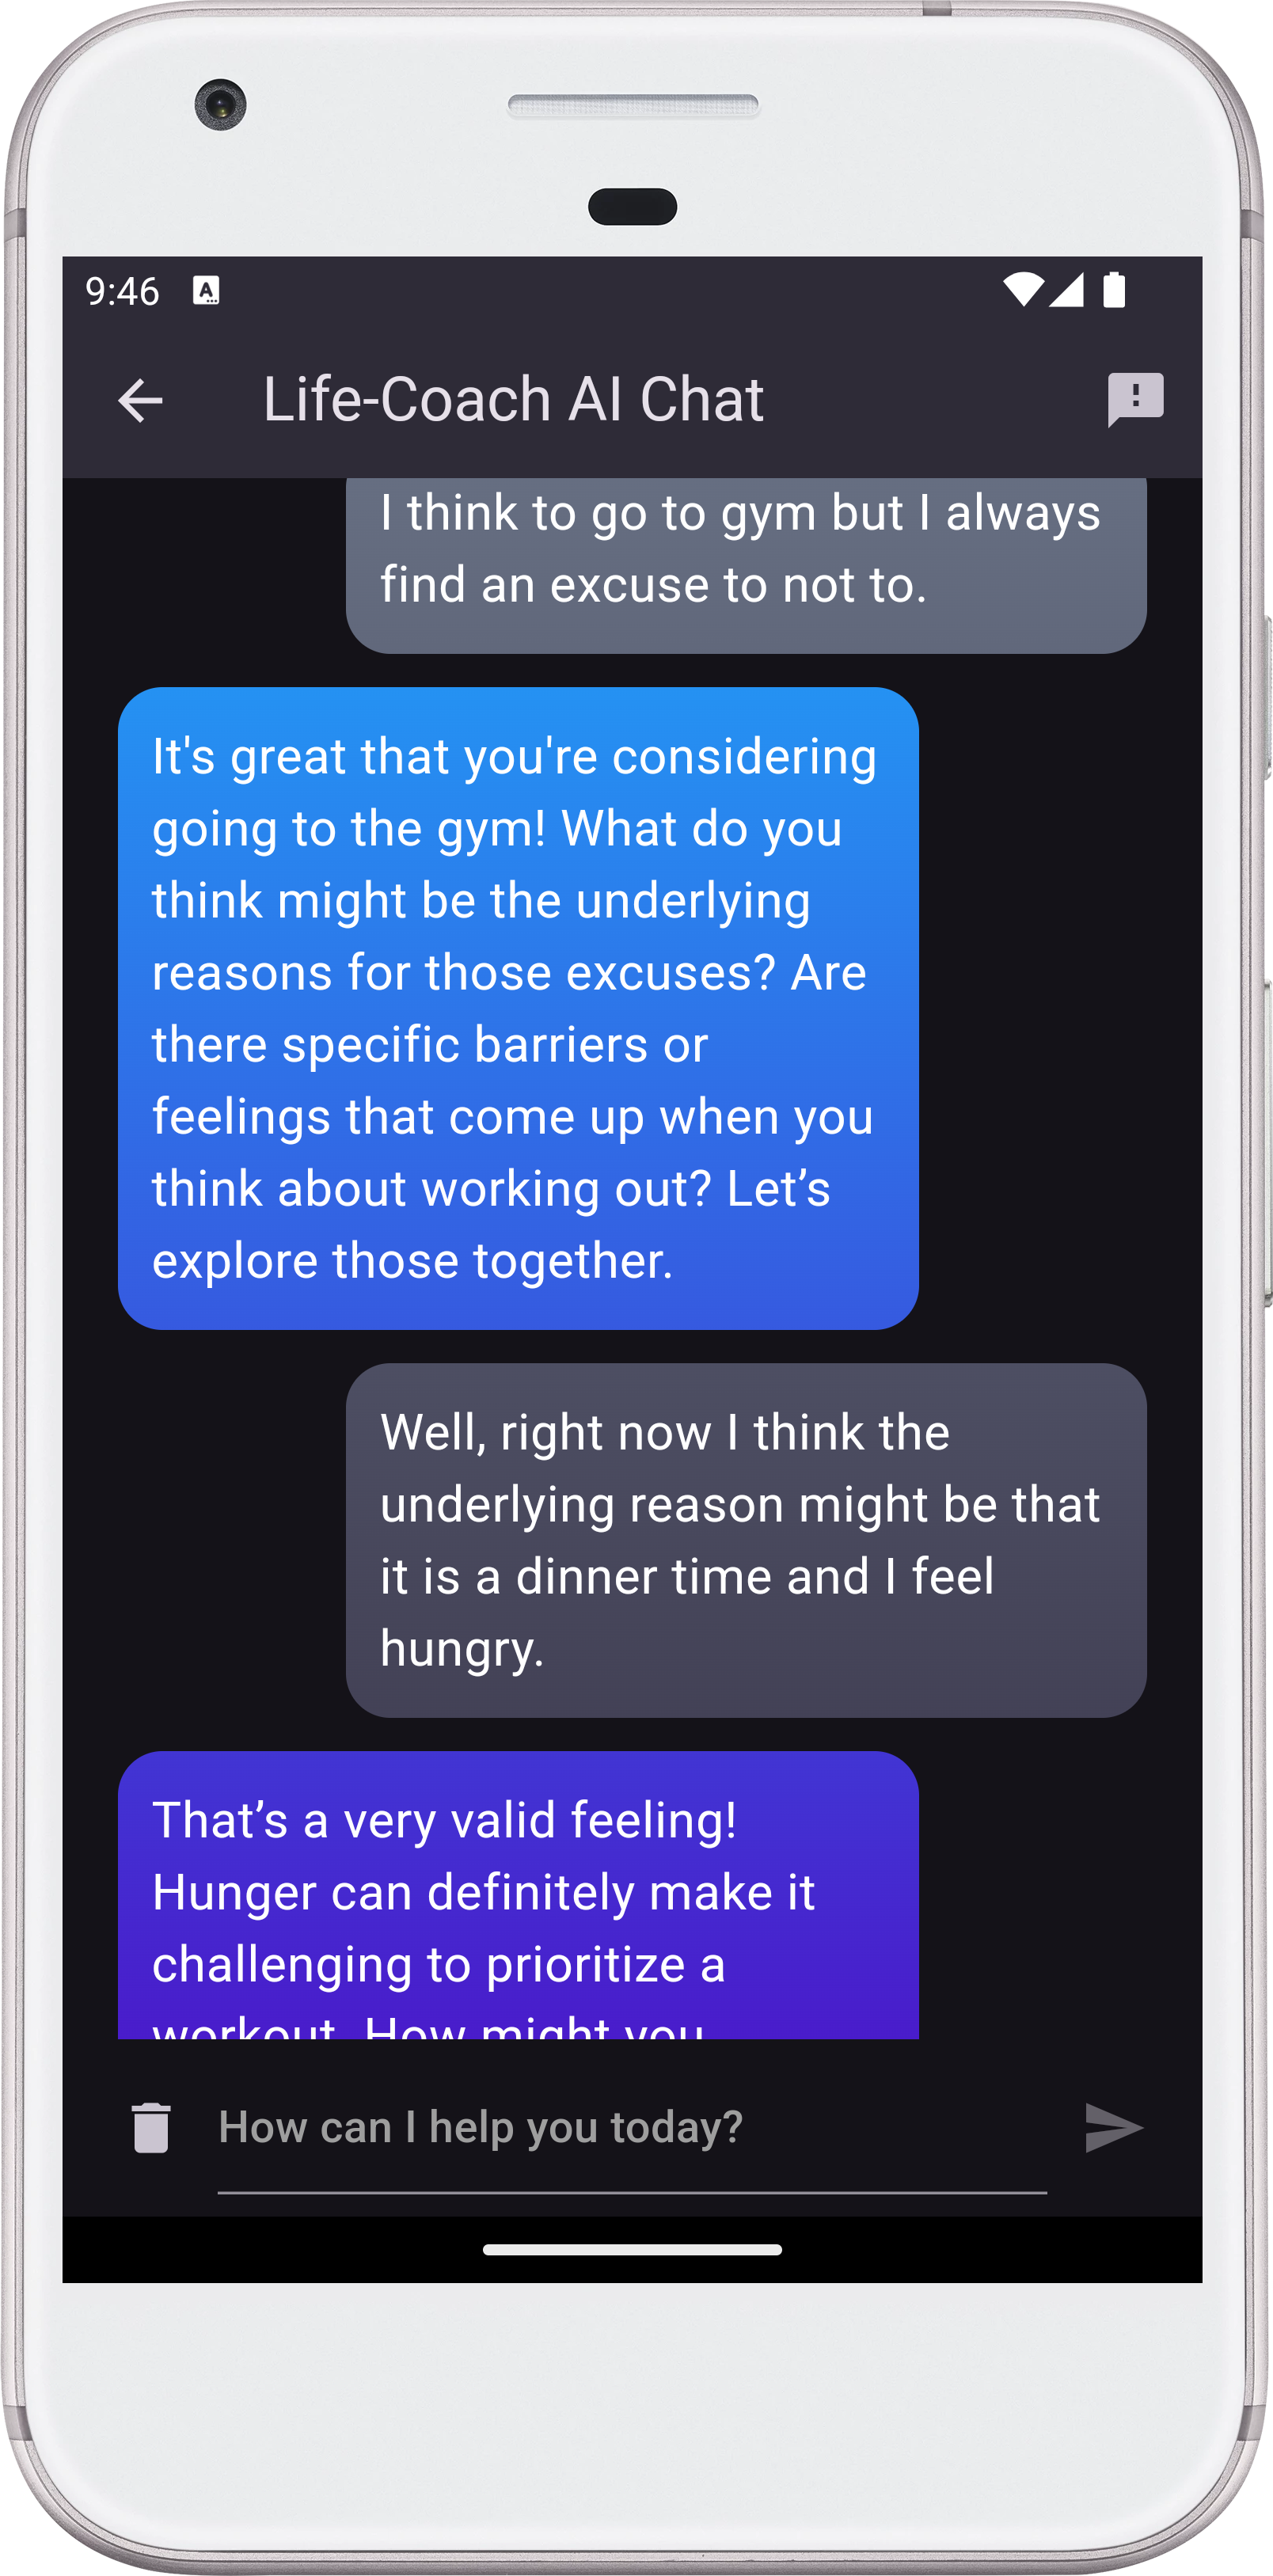 9:46
Life-Coach AI Chat
I think to go to gym but I always
find an excuse to not to.
It's great that you're considering
going to the gym! What do you
think might be the underlying
reasons for those excuses? Are
there specific barriers or
feelings that come up when you
think about working out? Let’s
explore those together.
Well, right now I think the
underlying reason might be that
it is a dinner time and I feel
hungry.
That’s a very valid feeling!
Hunger can definitely make it
challenging to prioritize a
workout. How might you
How can I help you today?